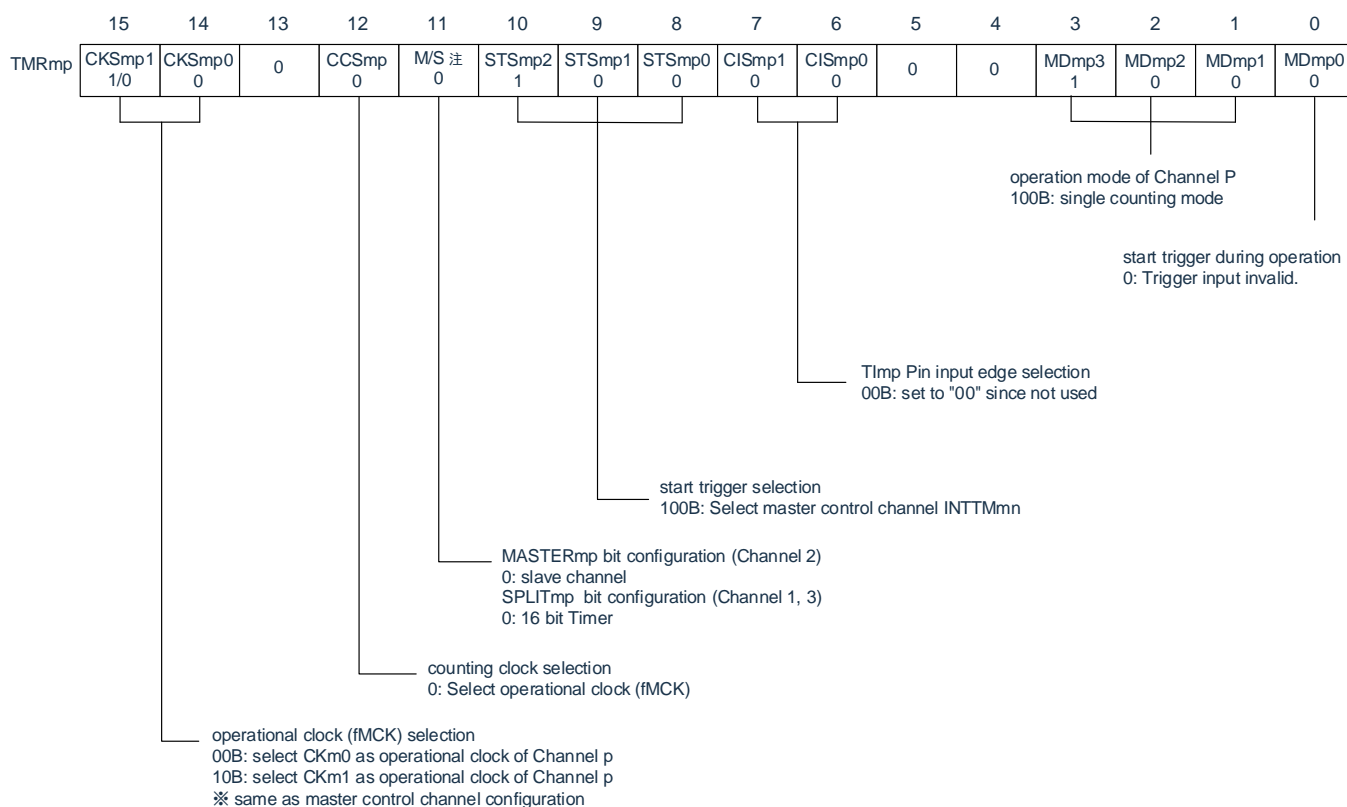 15 14 13 12 11 10 9 8 7 6 5 4 3 2 1 0
TMRmp CKSmp1 CKSmp0 0 CCSmp M/S 注 STSmp2 STSmp1 STSmp0 CISmp1 CISmp0 0 0 MDmp3 MDmp2 MDmp1 MDmp0
1/0 0 0 0 1 0 0 0 0 1 0 0 0
operation mode of Channel P
100B: single counting mode
start trigger during operation
0: Trigger input invalid.
TImp Pin input edge selection
00B: set to "00" since not used
start trigger selection
100B: Select master control channel INTTMmn
MASTERmp bit configuration (Channel 2)
0: slave channel
SPLITmp bit configuration (Channel 1, 3)
0: 16 bit Timer
counting clock selection
0: Select operational clock (fMCK)
operational clock (fMCK) selection
00B: select CKm0 as operational clock of Channel p
10B: select CKm1 as operational clock of Channel p
※ same as master control channel configuration